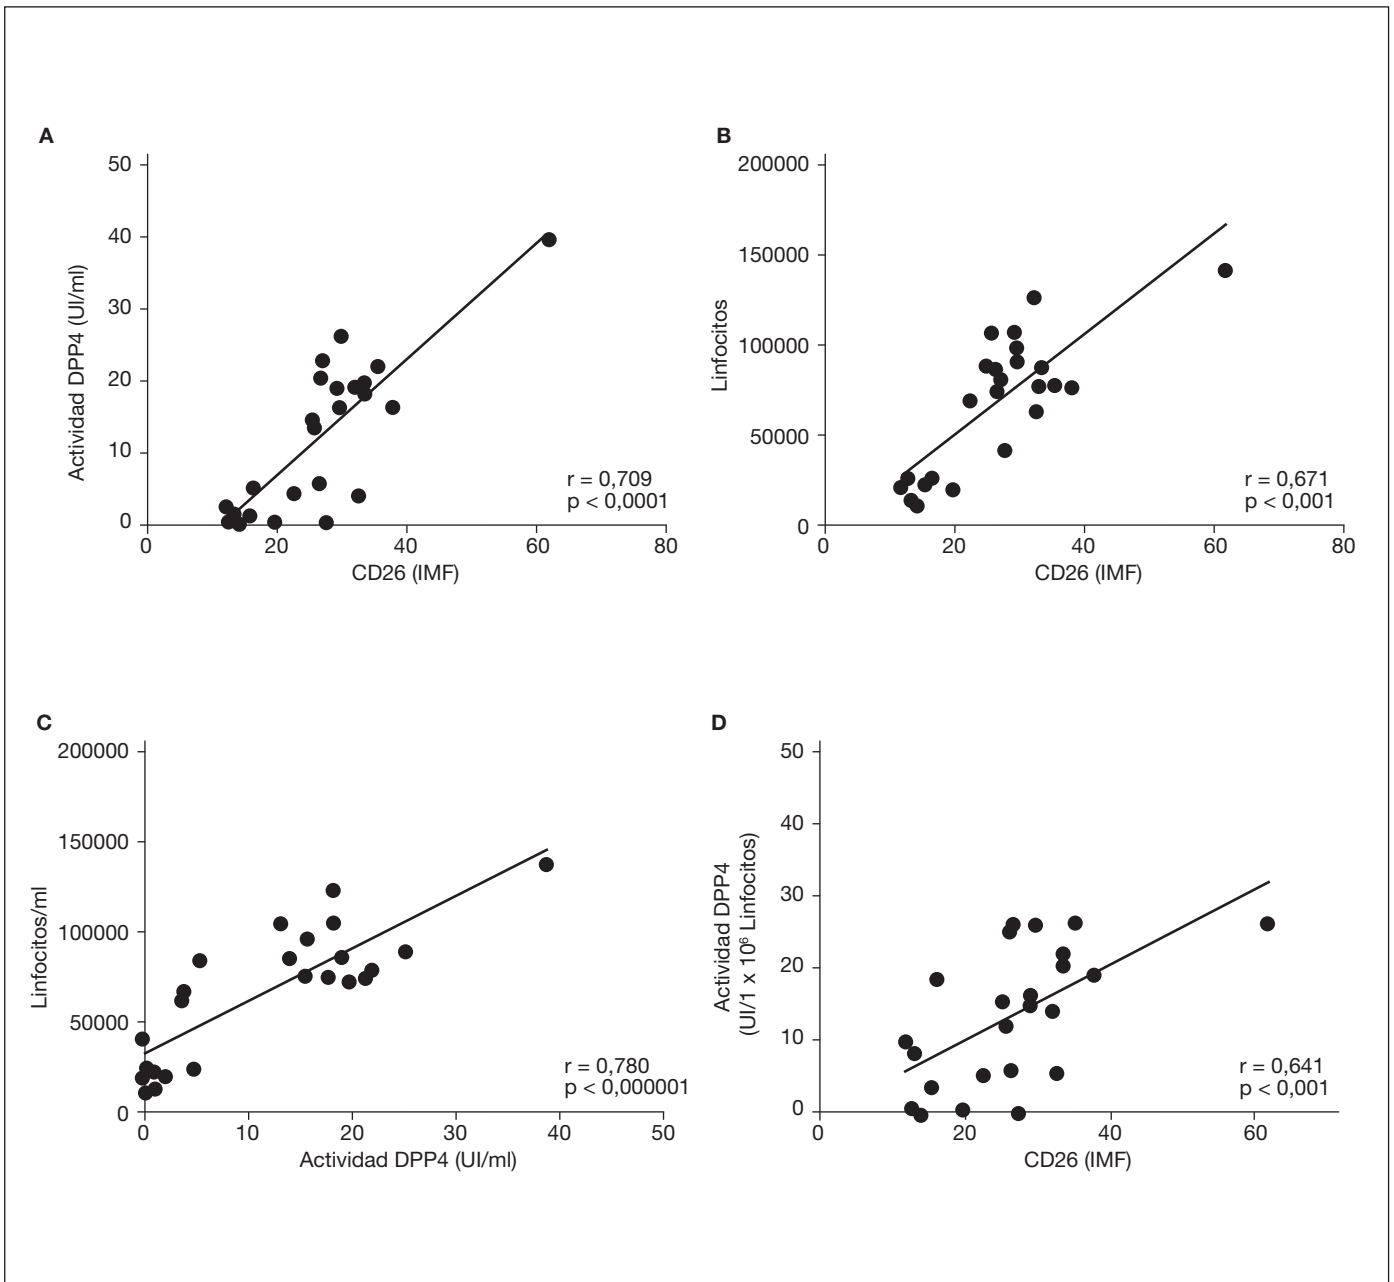 A
50
40
30
20
10
0
Actividad DPP4 (UI/ml)
r = 0,709
p < 0,0001
0 20 40 60 80
CD26 (IMF)
B
200000
150000
100000
50000
0
Linfocitos
r = 0,671
p < 0,001
0 20 40 60 80
CD26 (IMF)
C
200000
150000
100000
50000
0
Linfocitos/ml
r = 0,780
p < 0,000001
0 10 20 30 40 50
Actividad DPP4 (UI/ml)
D
50
40
30
20
10
0
Actividad DPP4
(UI/1 x 10⁶ Linfocitos)
r = 0,641
p < 0,001
0 20 40 60
CD26 (IMF)